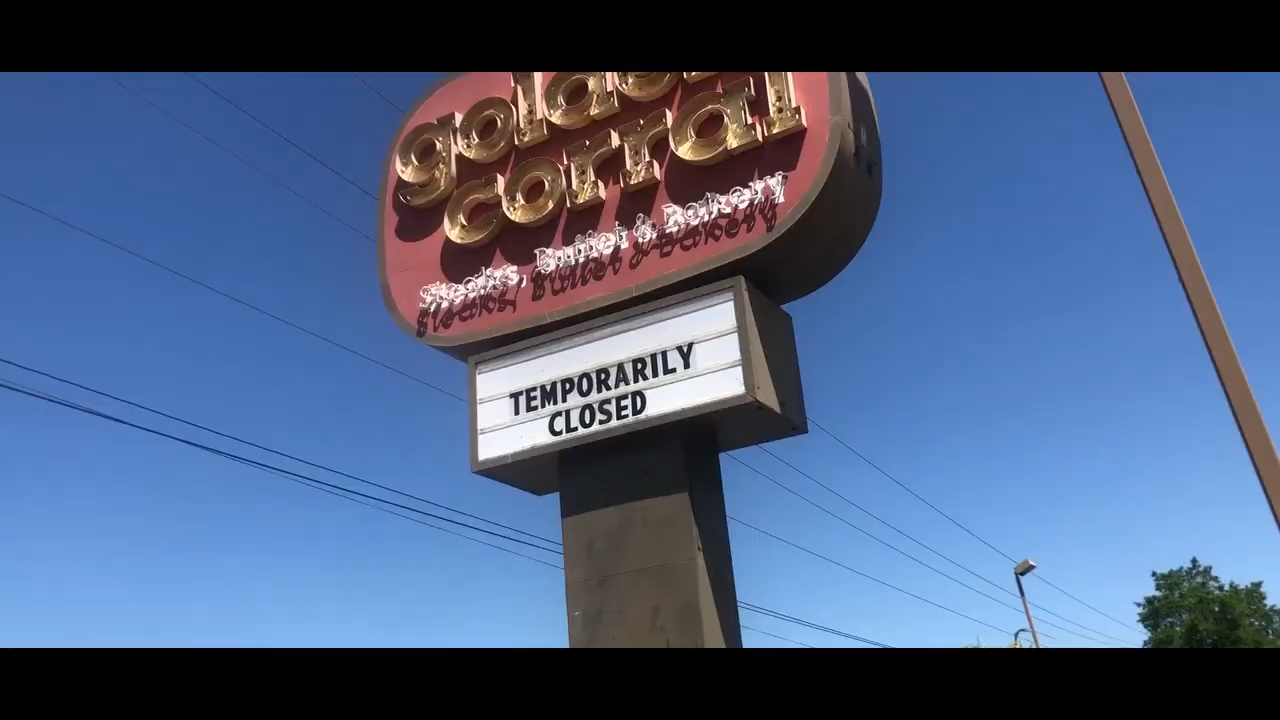 golden
corral
Steaks, Buffet & Bakery
TEMPORARILY
CLOSED